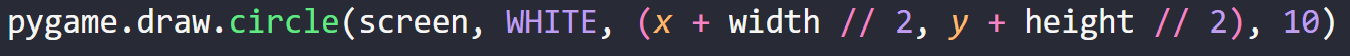 pygame.draw.circle(screen, WHITE, (x + width // 2, y + height // 2), 10)